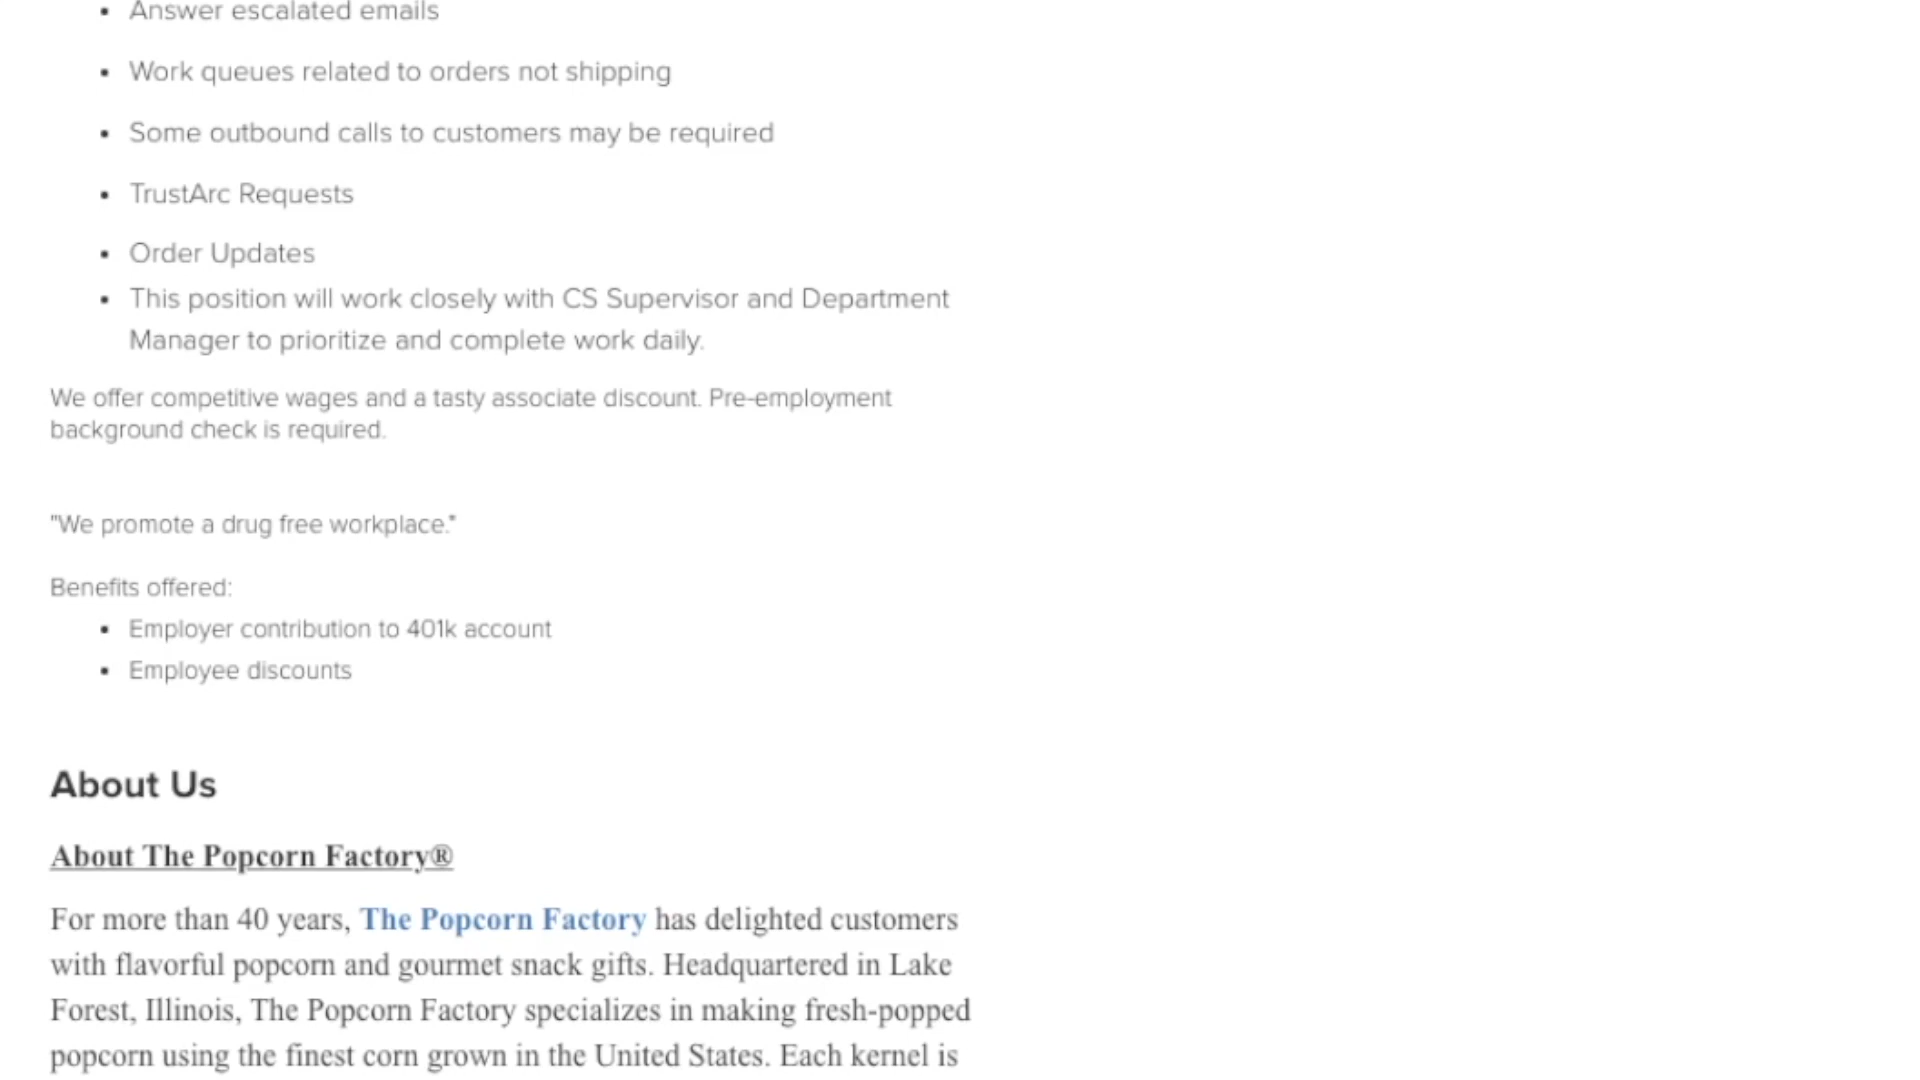 • Answer escalated emails
• Work queues related to orders not shipping
• Some outbound calls to customers may be required
• TrustArc Requests
• Order Updates
• This position will work closely with CS Supervisor and Department
Manager to prioritize and complete work daily.
We offer competitive wages and a tasty associate discount. Pre-employment
background check is required.
"We promote a drug free workplace."
Benefits offered:
• Employer contribution to 401k account
• Employee discounts
About Us
About The Popcorn Factory®
For more than 40 years, The Popcorn Factory has delighted customers
with flavorful popcorn and gourmet snack gifts. Headquartered in Lake
Forest, Illinois, The Popcorn Factory specializes in making fresh-popped
popcorn using the finest corn grown in the United States. Each kernel is